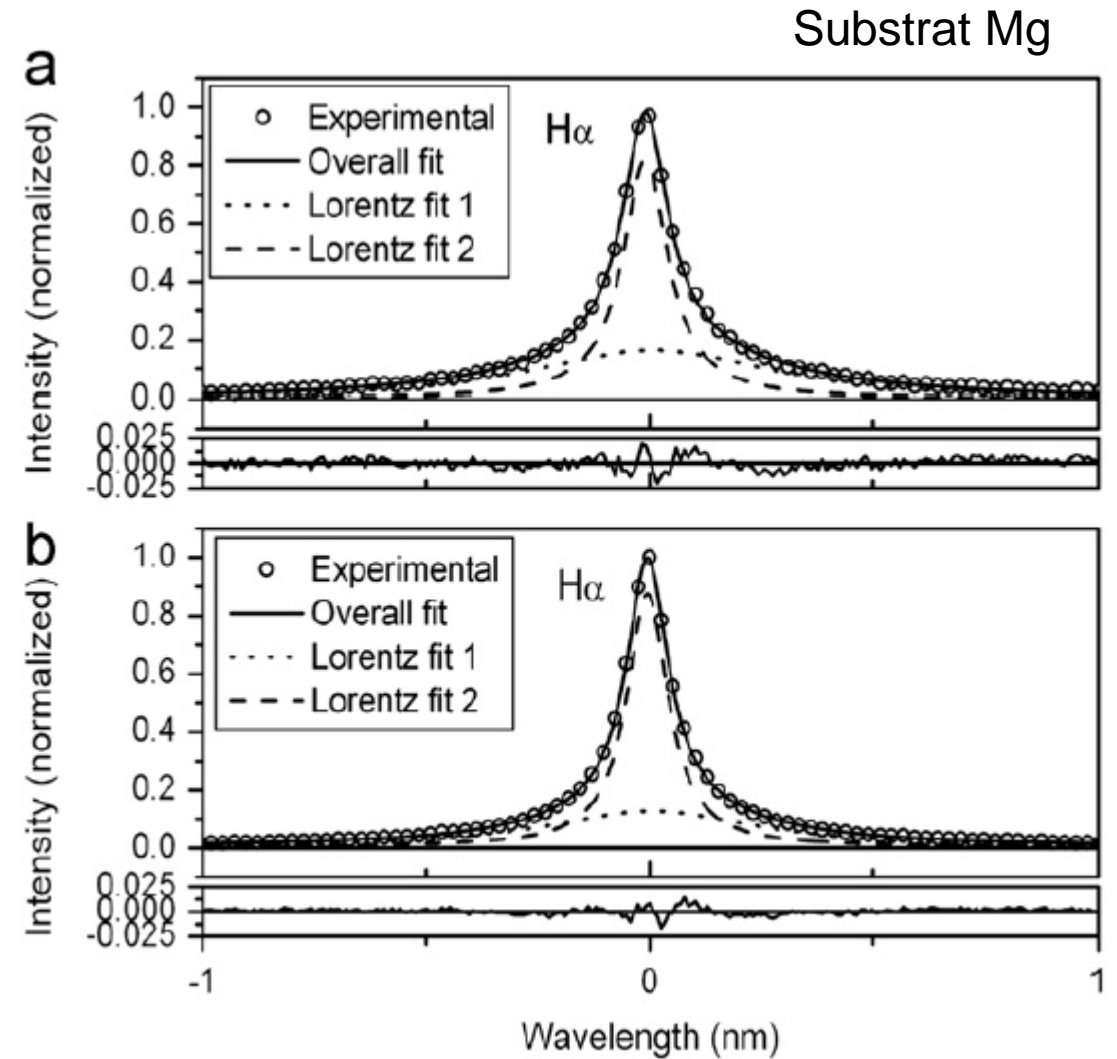 Substrat Mg
a
Intensity (normalized)
1.0
0.8
0.6
0.4
0.2
0.0
Experimental
Overall fit
Lorentz fit 1
Lorentz fit 2
Hα
0.025
0.000
-0.025
b
Intensity (normalized)
1.0
0.8
0.6
0.4
0.2
0.0
Experimental
Overall fit
Lorentz fit 1
Lorentz fit 2
Hα
0.025
0.000
-0.025
-1 0 1
Wavelength (nm)